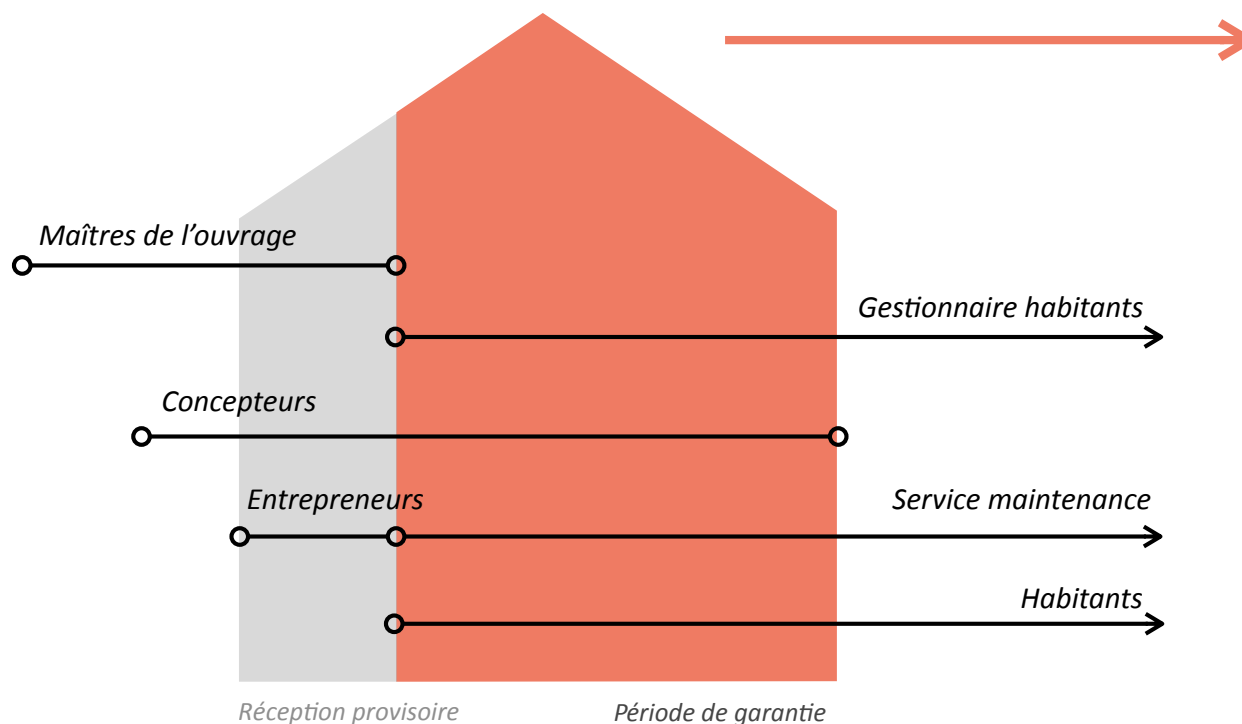 Maîtres de l’ouvrage
Gestionnaire habitants
Concepteurs
Entrepreneurs
Service maintenance
Habitants
Réception provisoire
Période de garantie